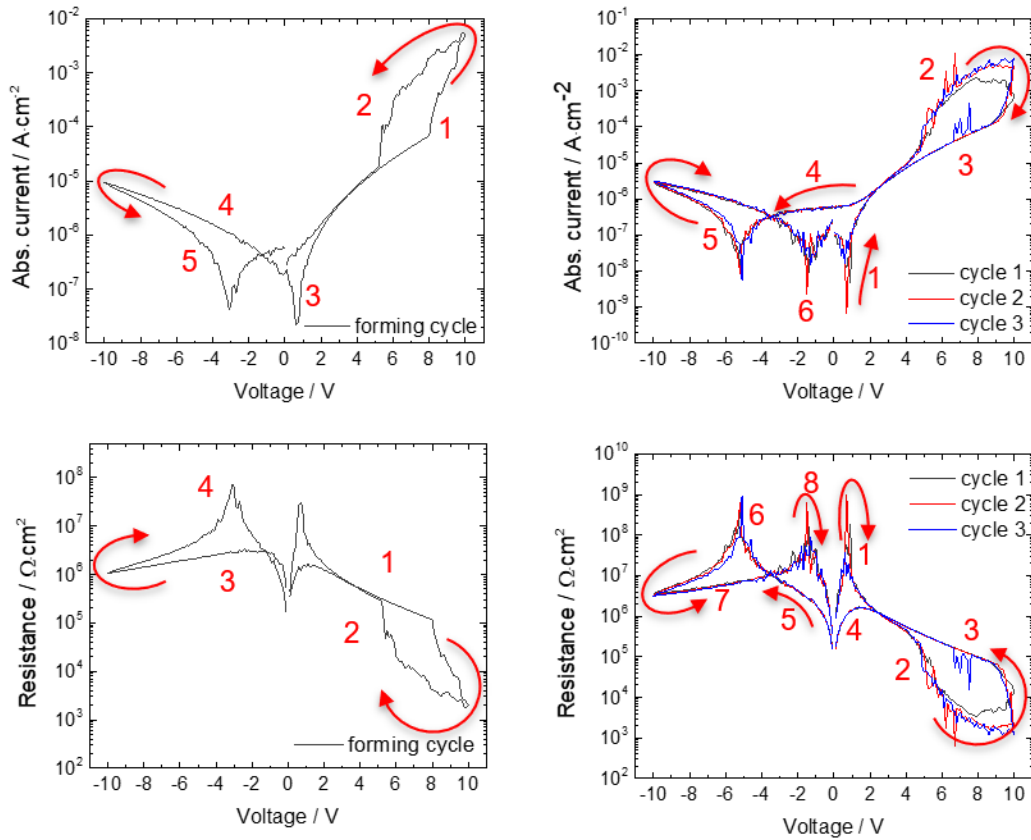 10⁻²
10⁻³
10⁻⁴
10⁻⁵
10⁻⁶
10⁻⁷
10⁻⁸
Abs. current / A·cm⁻²
-10 -8 -6 -4 -2 0 2 4 6 8 10
Voltage / V
1
2
3
4
5
forming cycle
10⁻¹
10⁻²
10⁻³
10⁻⁴
10⁻⁵
10⁻⁶
10⁻⁷
10⁻⁸
10⁻⁹
10⁻¹⁰
Abs. current / A·cm⁻²
-10 -8 -6 -4 -2 0 2 4 6 8 10
Voltage / V
1
2
3
4
5
6
cycle 1
cycle 2
cycle 3
10⁸
10⁷
10⁶
10⁵
10⁴
10³
10²
Resistance / Ω·cm²
-10 -8 -6 -4 -2 0 2 4 6 8 10
Voltage / V
1
2
3
4
forming cycle
10¹⁰
10⁹
10⁸
10⁷
10⁶
10⁵
10⁴
10³
10²
Resistance / Ω·cm²
-10 -8 -6 -4 -2 0 2 4 6 8 10
Voltage / V
1
2
3
4
5
6
7
8
cycle 1
cycle 2
cycle 3